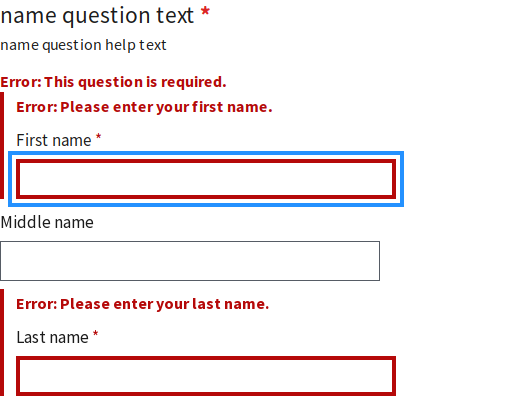 name question text *
name question help text
Error: This question is required.
Error: Please enter your first name.
First name *
Middle name
Error: Please enter your last name.
Last name *